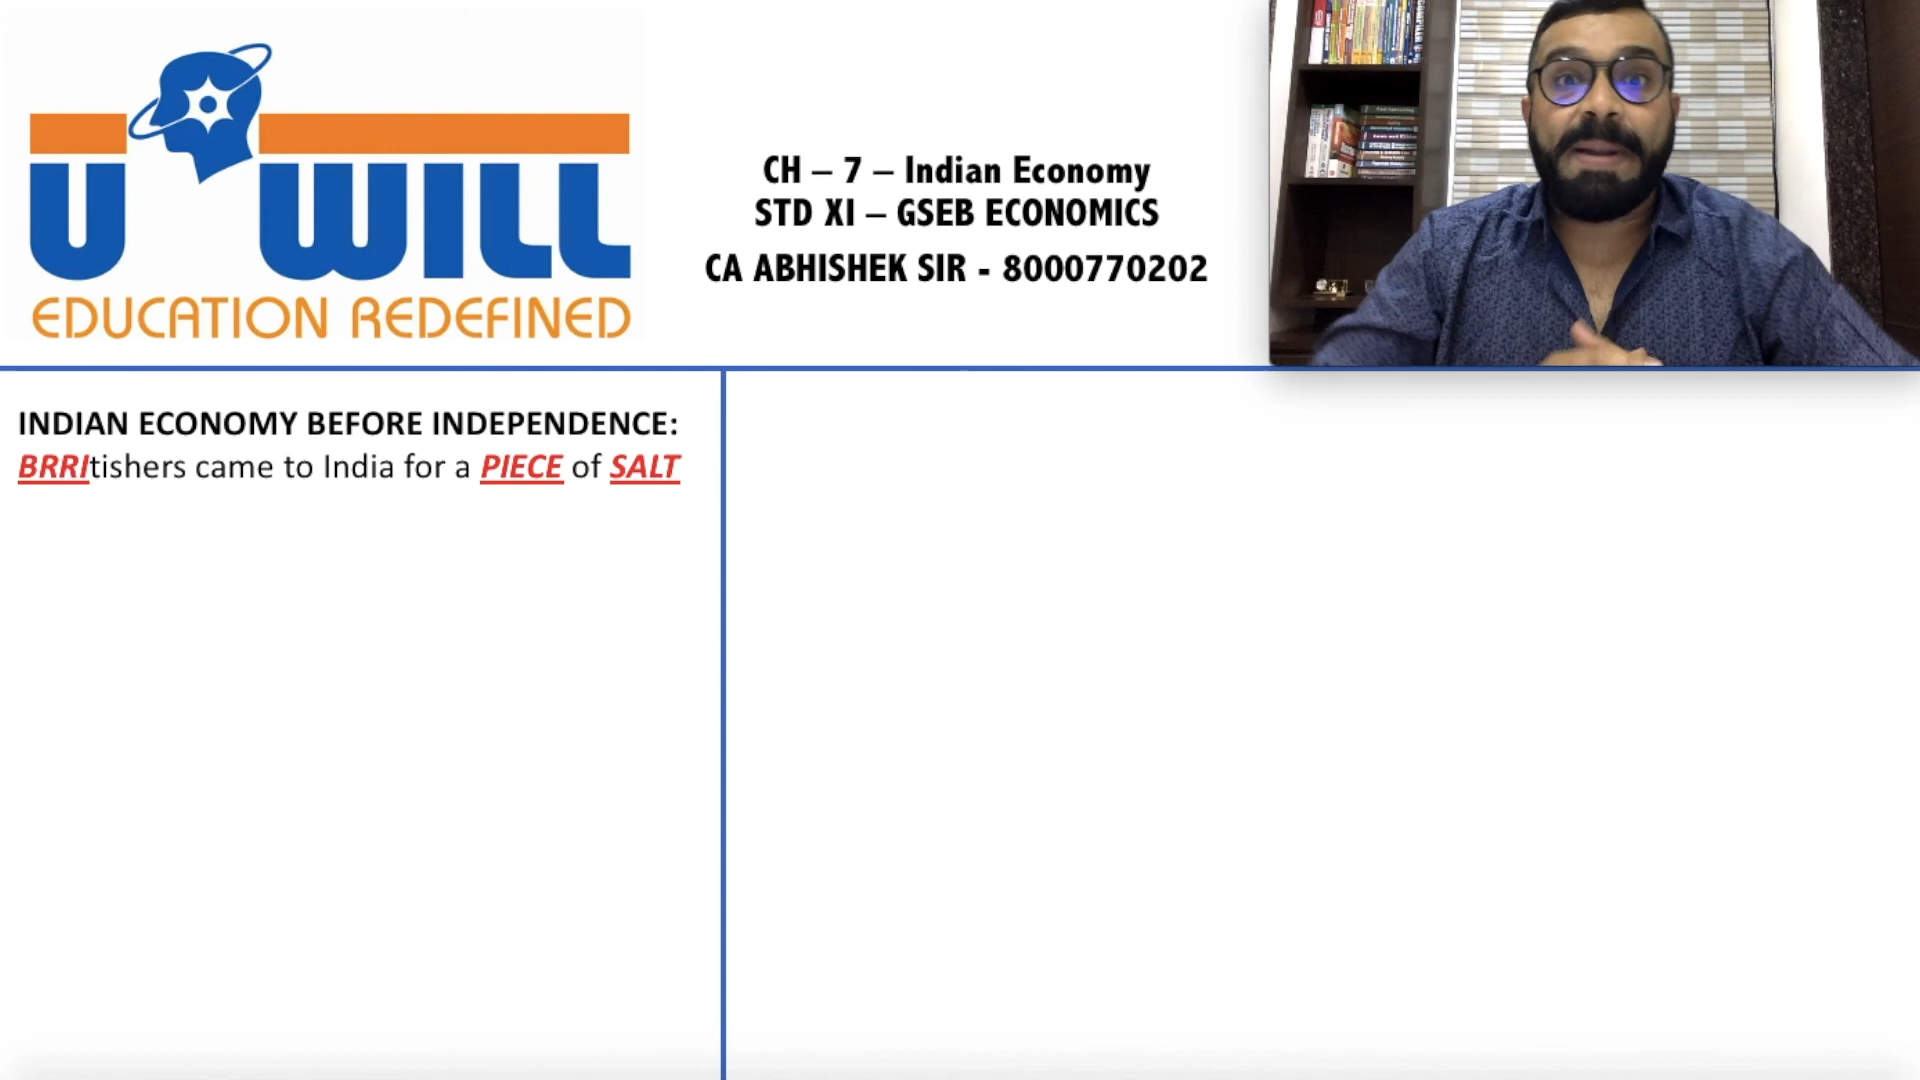 U WILL
EDUCATION REDEFINED
CH – 7 – Indian Economy
STD XI – GSEB ECONOMICS
CA ABHISHEK SIR - 8000770202
INDIAN ECONOMY BEFORE INDEPENDENCE:
BRRItishers came to India for a PIECE of SALT